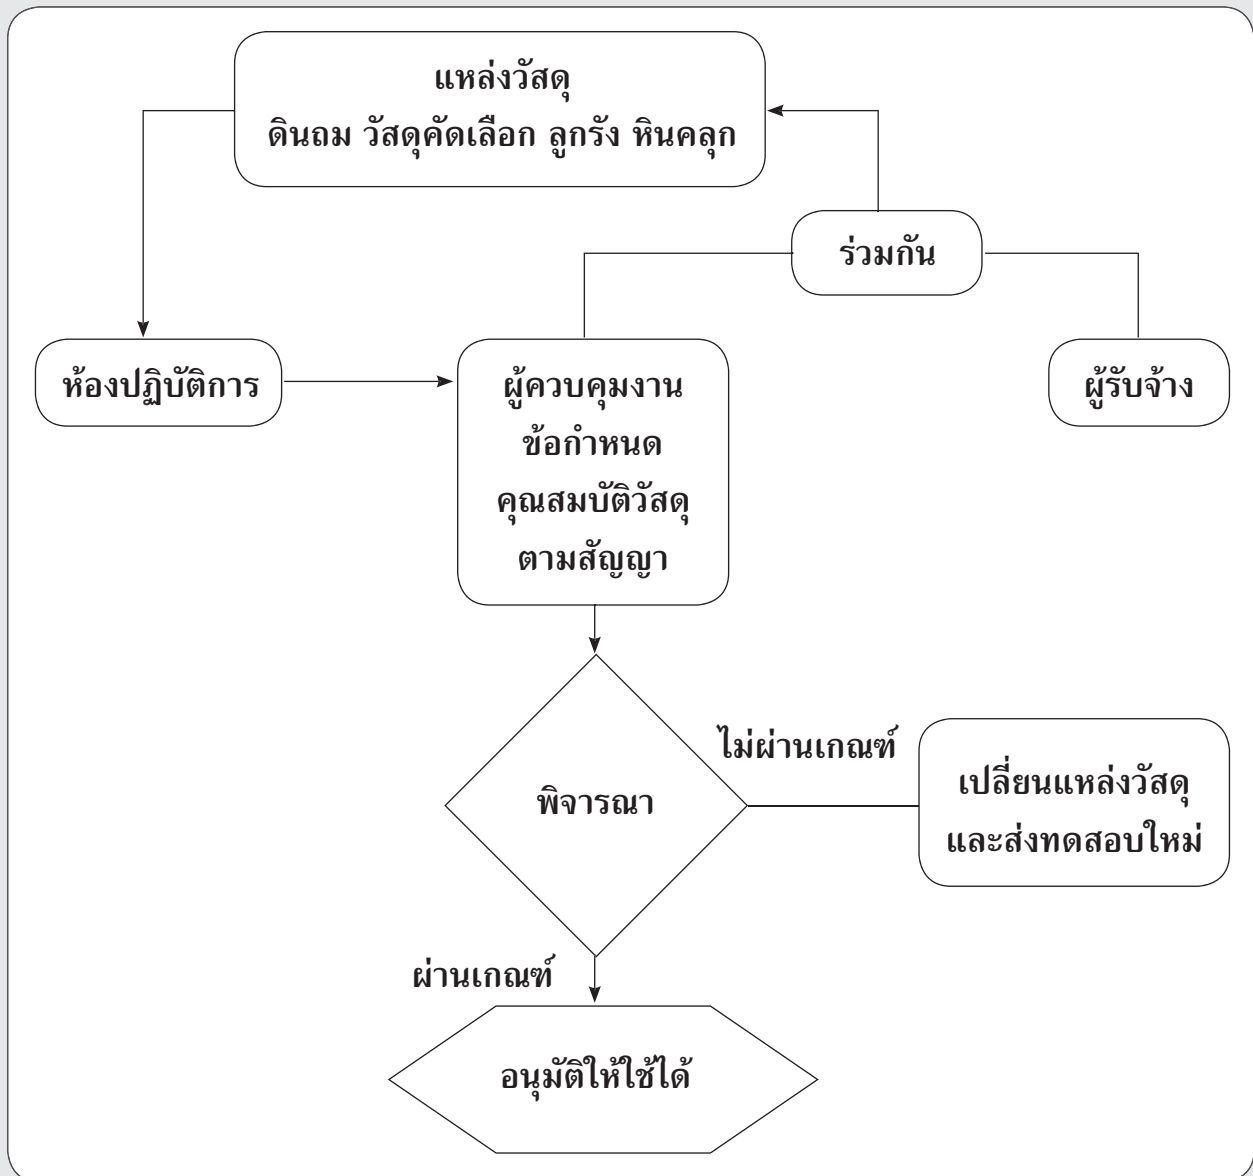 แหล่งวัสดุ
ดินถม วัสดุคัดเลือก ลูกรัง หินคลุก
ร่วมกัน
ห้องปฏิบัติการ
ผู้ควบคุมงาน
ข้อกำหนด
คุณสมบัติวัสดุ
ตามสัญญา
ผู้รับจ้าง
พิจารณา
ไม่ผ่านเกณฑ์
เปลี่ยนแหล่งวัสดุ
และส่งทดสอบใหม่
ผ่านเกณฑ์
อนุมัติให้ใช้ได้